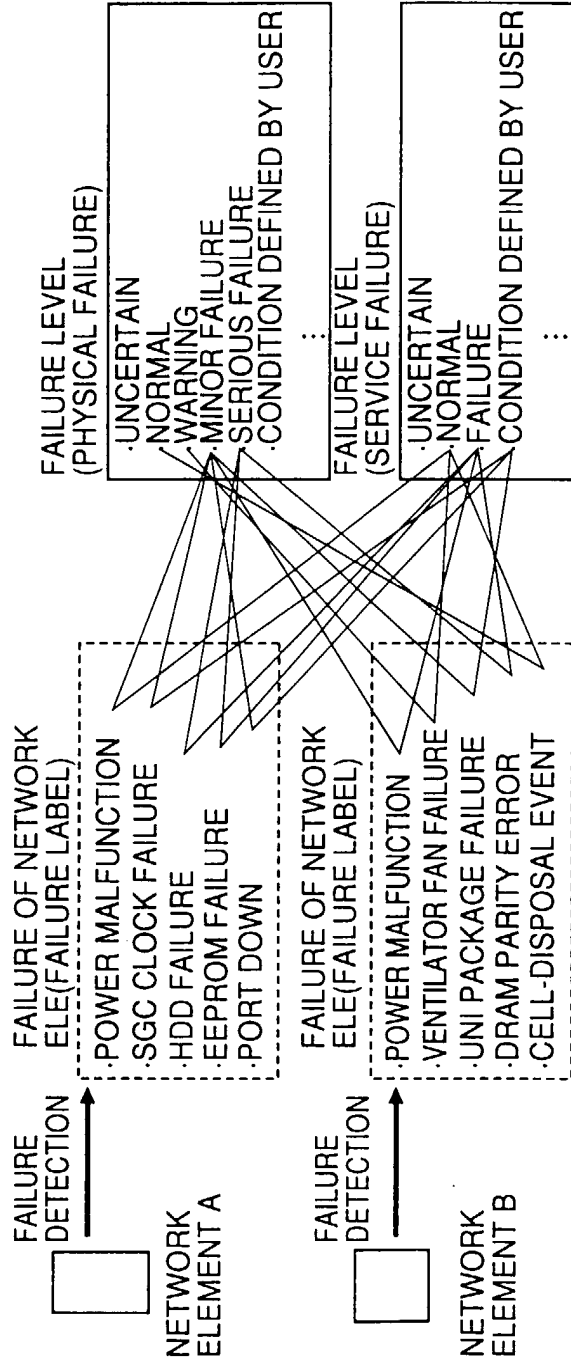 FAILURE
DETECTION
NETWORK
ELEMENT A
FAILURE OF NETWORK
ELE(FAILURE LABEL)
·POWER MALFUNCTION
·SGC CLOCK FAILURE
·HDD FAILURE
·EEPROM FAILURE
·PORT DOWN
FAILURE LEVEL
(PHYSICAL FAILURE)
·UNCERTAIN
·NORMAL
·WARNING
·MINOR FAILURE
·SERIOUS FAILURE
·CONDITION DEFINED BY USER
:
FAILURE
DETECTION
NETWORK
ELEMENT B
FAILURE OF NETWORK
ELE(FAILURE LABEL)
·POWER MALFUNCTION
·VENTILATOR FAN FAILURE
·UNI PACKAGE FAILURE
·DRAM PARITY ERROR
·CELL-DISPOSAL EVENT
FAILURE LEVEL
(SERVICE FAILURE)
·UNCERTAIN
·NORMAL
·FAILURE
·CONDITION DEFINED BY USER
: